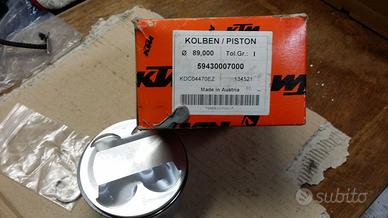 KOLBEN / PISTON
Ø 89,000 Tol.Gr.: I
59430007000
KDC04470EZ 134521
Made in Austria
KTM
subito